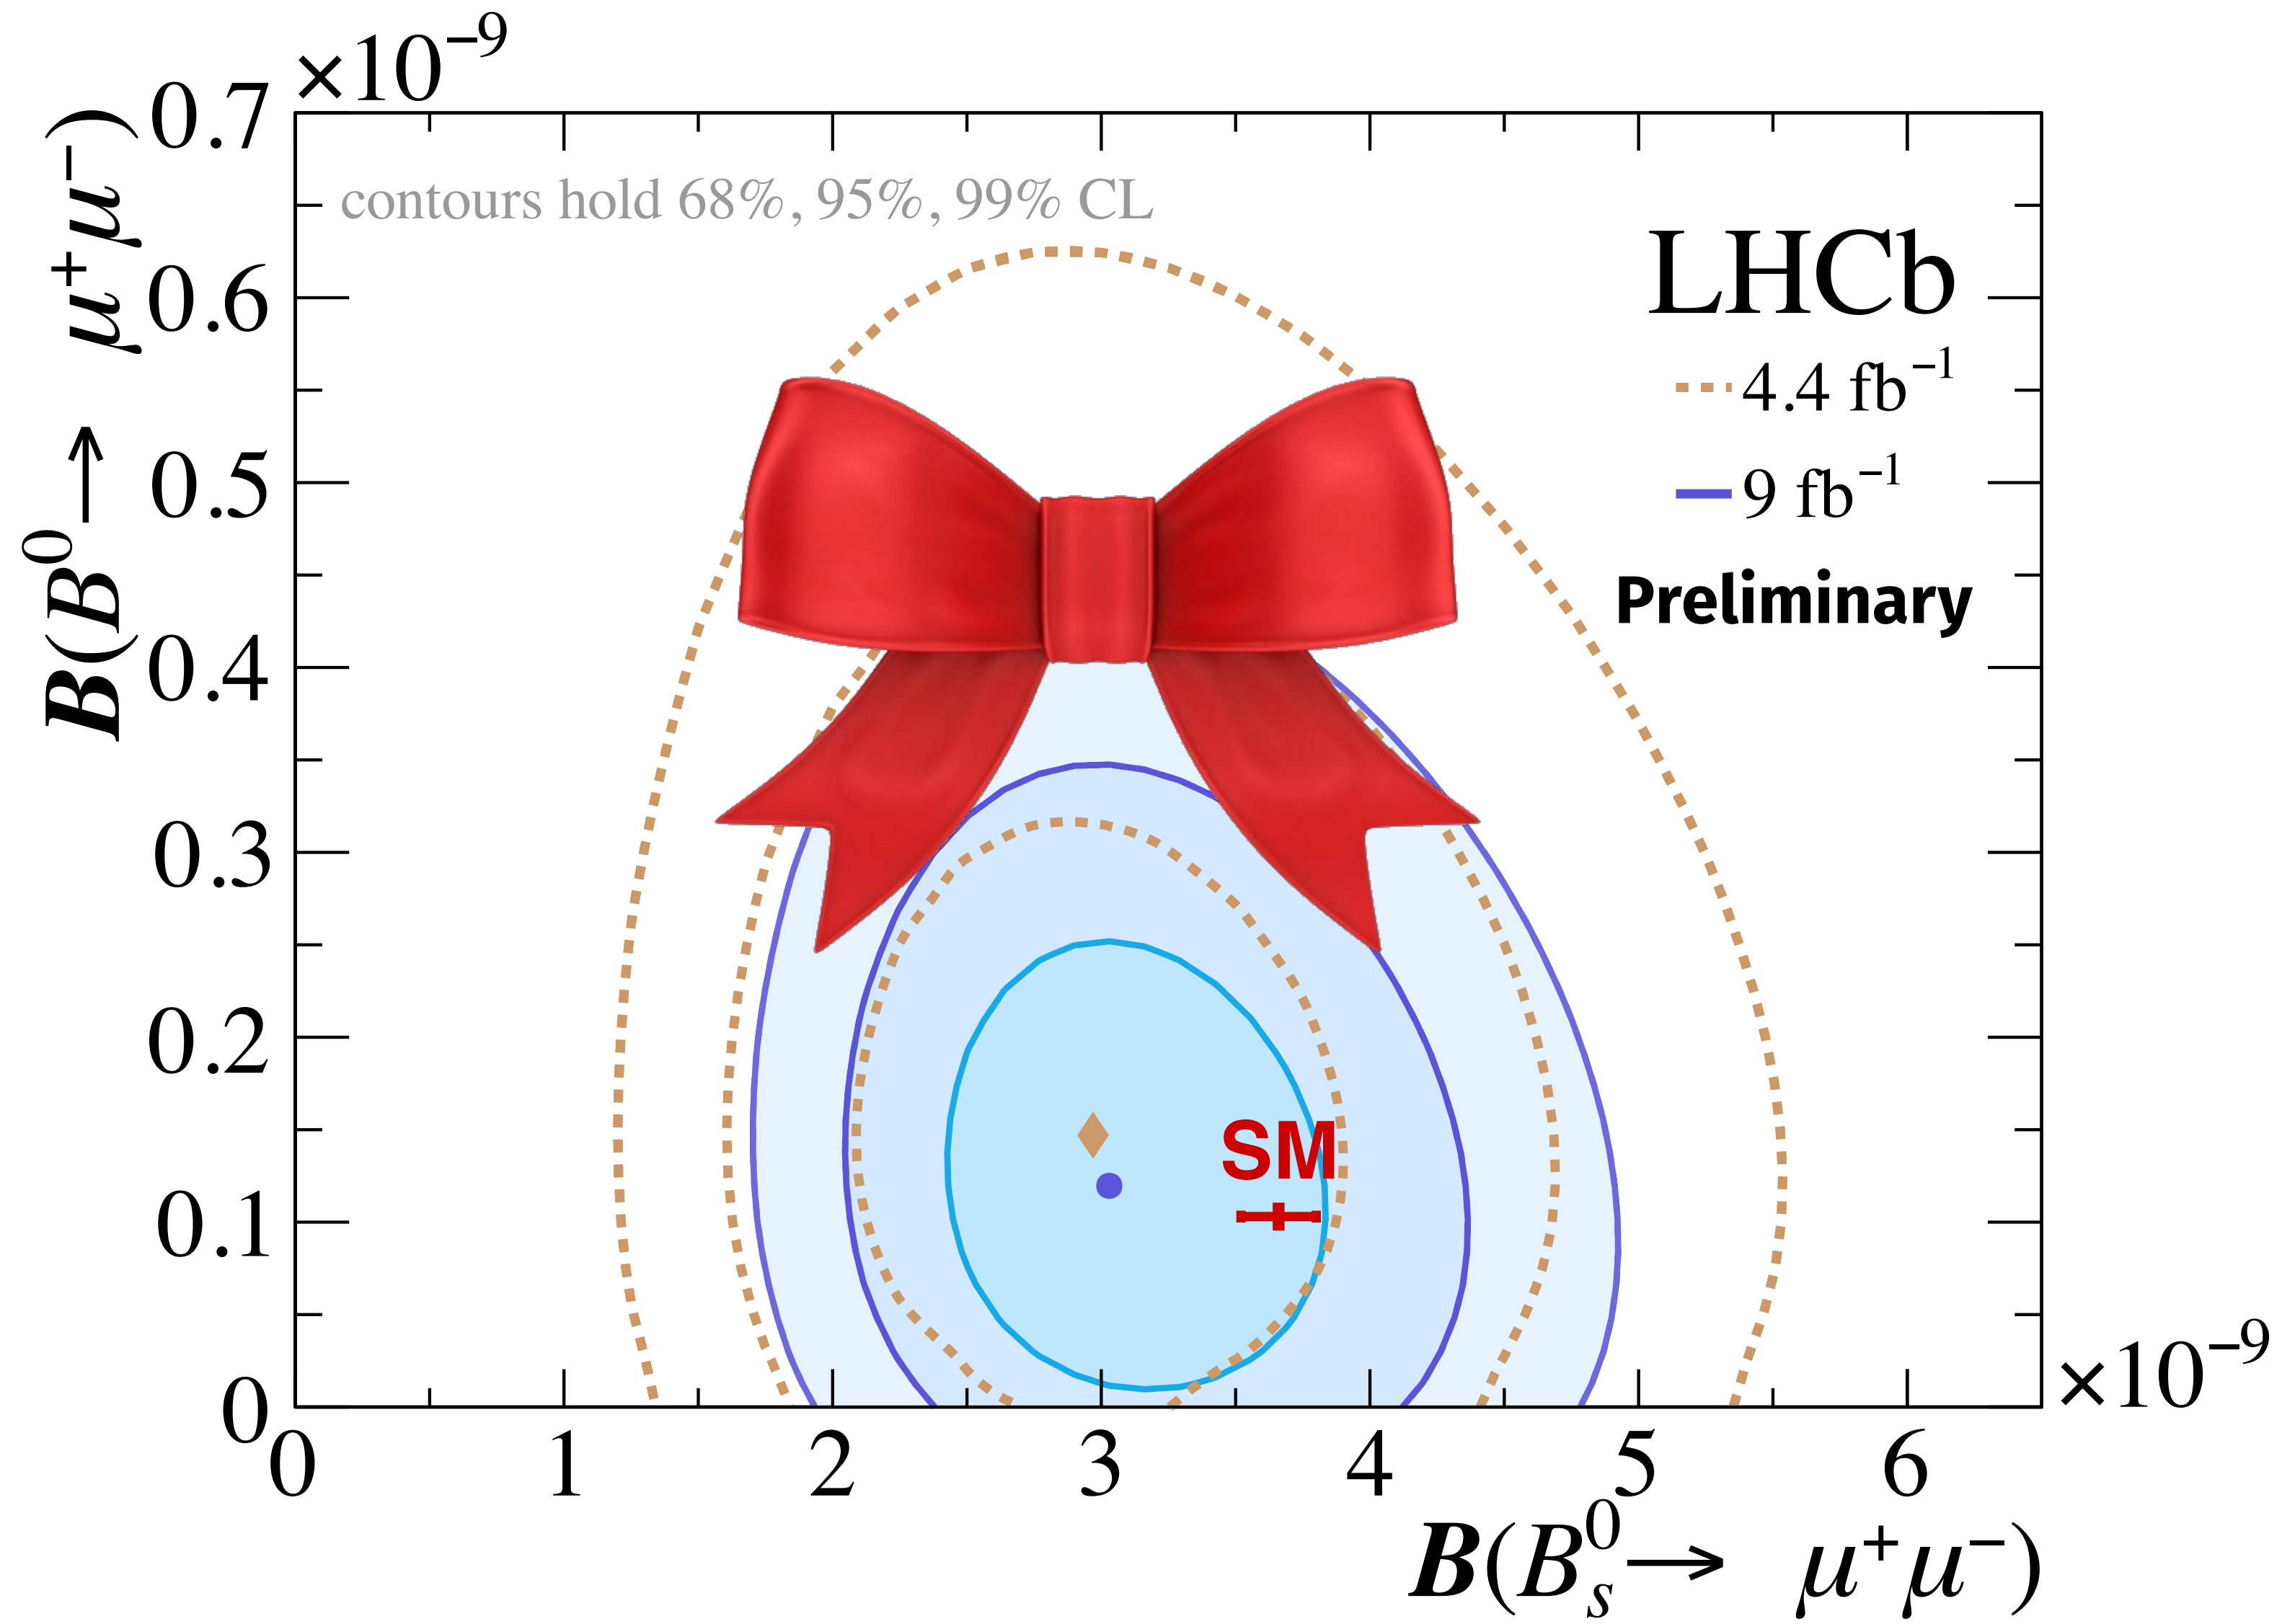 ×10⁻⁹
contours hold 68%, 95%, 99% CL
LHCb
4.4 fb⁻¹
9 fb⁻¹
Preliminary
B(B⁰→ μ⁺μ⁻)
0.7
0.6
0.5
0.4
0.3
0.2
0.1
0
SM
0 1 2 3 4 5 6
×10⁻⁹
B(B⁰ₛ→ μ⁺μ⁻)